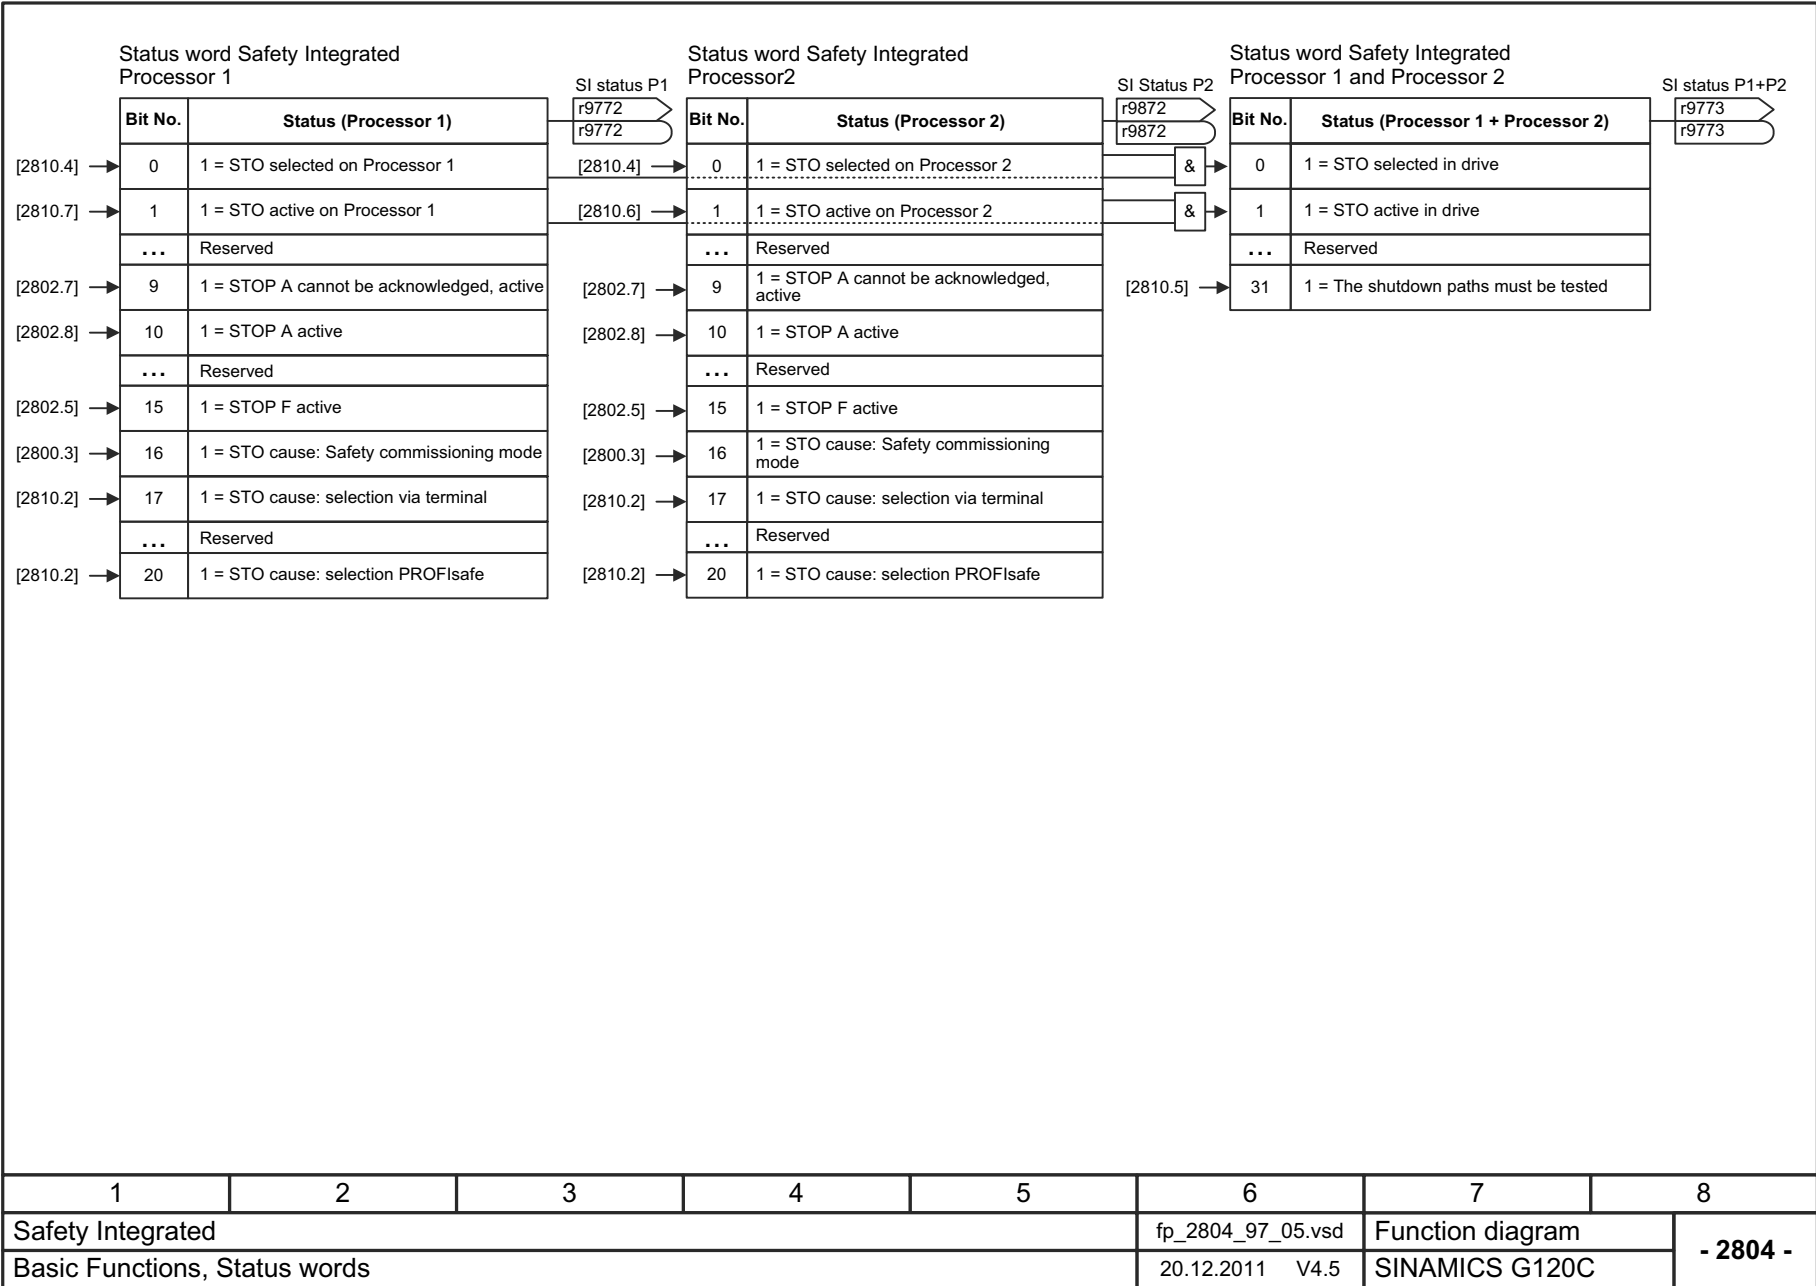 Status word Safety Integrated
Processor 1
SI status P1
r9772
r9772
Bit No. Status (Processor 1)
[2810.4] 0 1 = STO selected on Processor 1
[2810.7] 1 1 = STO active on Processor 1
... Reserved
[2802.7] 9 1 = STOP A cannot be acknowledged, active
[2802.8] 10 1 = STOP A active
... Reserved
[2802.5] 15 1 = STOP F active
[2800.3] 16 1 = STO cause: Safety commissioning mode
[2810.2] 17 1 = STO cause: selection via terminal
... Reserved
[2810.2] 20 1 = STO cause: selection PROFIsafe
Status word Safety Integrated
Processor2
SI Status P2
r9872
r9872
Bit No. Status (Processor 2)
[2810.4] 0 1 = STO selected on Processor 2
&
[2810.6] 1 1 = STO active on Processor 2
&
... Reserved
[2802.7] 9 1 = STOP A cannot be acknowledged,
active
[2802.8] 10 1 = STOP A active
... Reserved
[2802.5] 15 1 = STOP F active
[2800.3] 16 1 = STO cause: Safety commissioning
mode
[2810.2] 17 1 = STO cause: selection via terminal
... Reserved
[2810.2] 20 1 = STO cause: selection PROFIsafe
Status word Safety Integrated
Processor 1 and Processor 2
SI status P1+P2
r9773
r9773
Bit No. Status (Processor 1 + Processor 2)
0 1 = STO selected in drive
1 1 = STO active in drive
... Reserved
[2810.5] 31 1 = The shutdown paths must be tested
1 2 3 4 5 6 7 8
Safety Integrated fp_2804_97_05.vsd Function diagram
- 2804 -
Basic Functions, Status words 20.12.2011 V4.5 SINAMICS G120C